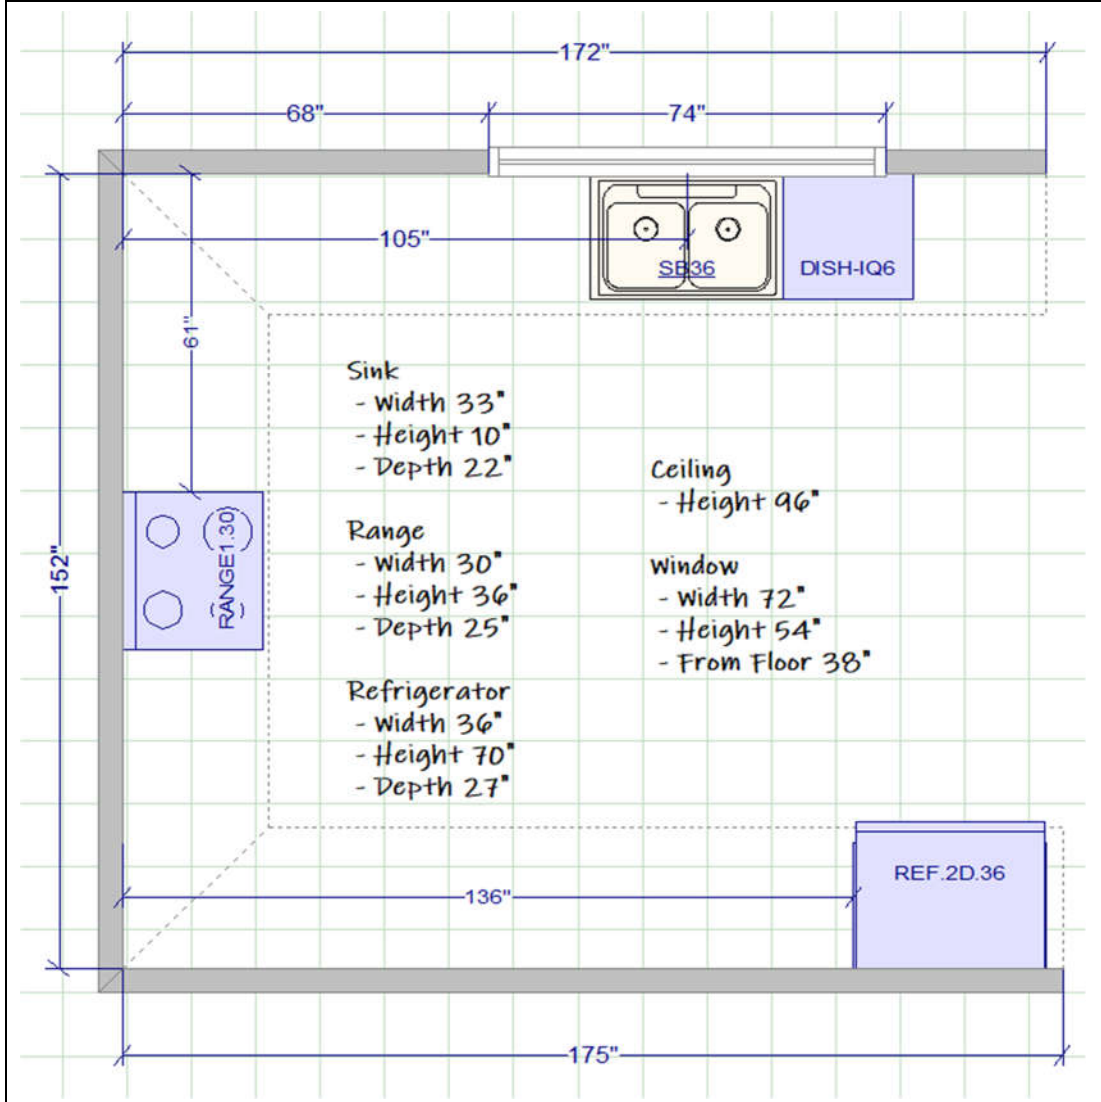 172"
68"
74"
105"
SB36
DISH-IQ6
61"
Sink
- Width 33"
- Height 10"
- Depth 22"
Ceiling
- Height 96"
152"
RANGE1.30
Range
- Width 30"
- Height 36"
- Depth 25"
Window
- Width 72"
- Height 54"
- From Floor 38"
Refrigerator
- Width 36"
- Height 70"
- Depth 27"
REF.2D.36
136"
175"